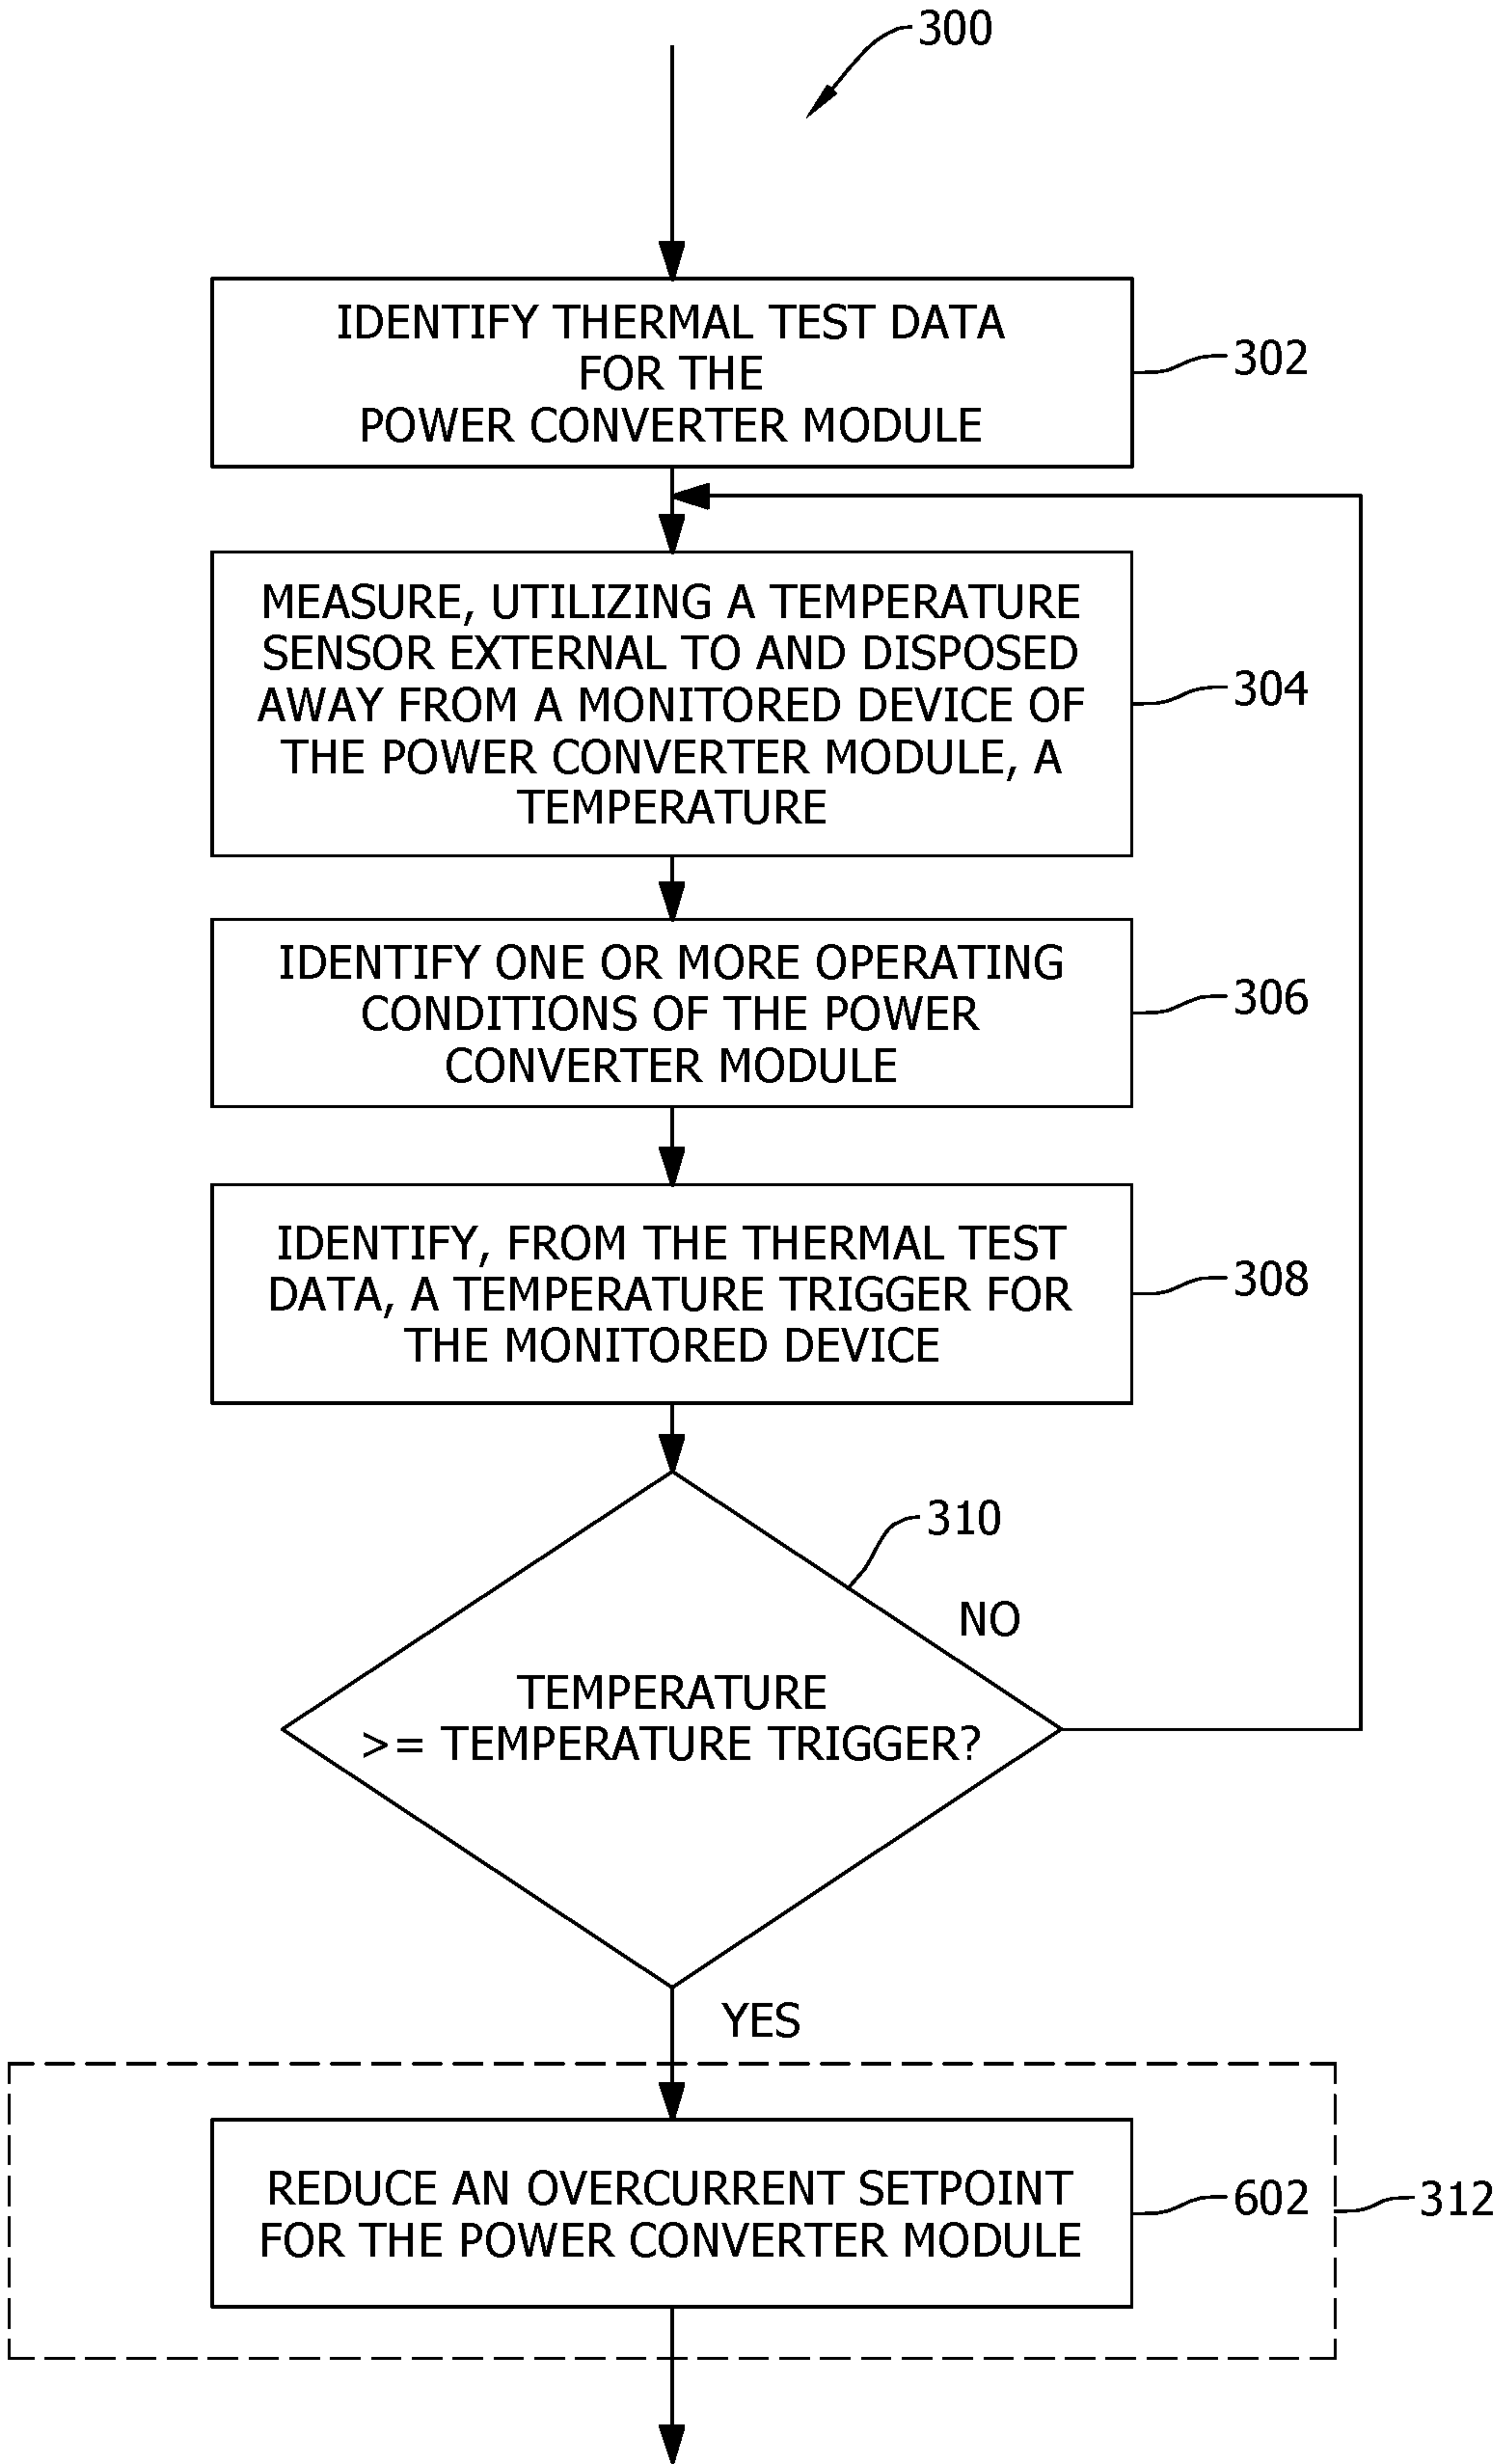 300
IDENTIFY THERMAL TEST DATA
FOR THE
POWER CONVERTER MODULE
302
MEASURE, UTILIZING A TEMPERATURE
SENSOR EXTERNAL TO AND DISPOSED
AWAY FROM A MONITORED DEVICE OF
THE POWER CONVERTER MODULE, A
TEMPERATURE
304
IDENTIFY ONE OR MORE OPERATING
CONDITIONS OF THE POWER
CONVERTER MODULE
306
IDENTIFY, FROM THE THERMAL TEST
DATA, A TEMPERATURE TRIGGER FOR
THE MONITORED DEVICE
308
310
NO
TEMPERATURE
>= TEMPERATURE TRIGGER?
YES
REDUCE AN OVERCURRENT SETPOINT
FOR THE POWER CONVERTER MODULE
602
312